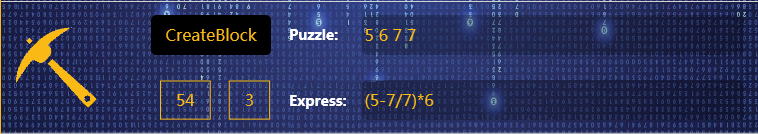 CreateBlock Puzzle: 5 6 7 7
54 3 Express: (5-7/7)*6